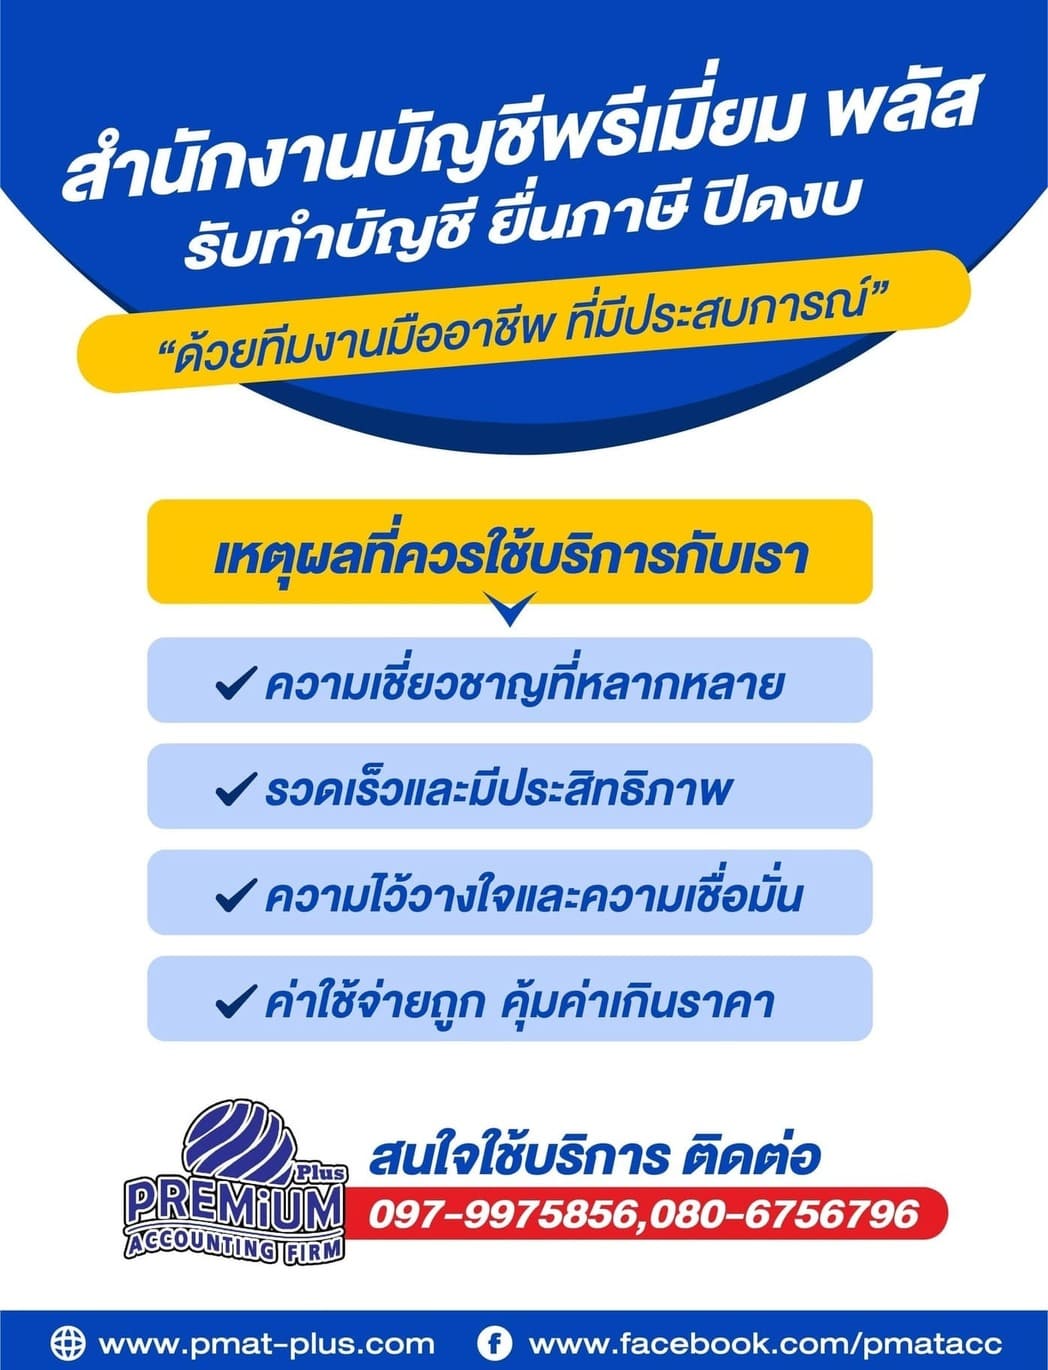 สำนักงานบัญชีพรีเมี่ยม พลัส
รับทำบัญชี ยื่นภาษี ปิดงบ
“ด้วยทีมงานมืออาชีพ ที่มีประสบการณ์”
เหตุผลที่ควรใช้บริการกับเรา
ความเชี่ยวชาญที่หลากหลาย
รวดเร็วและมีประสิทธิภาพ
ความไว้วางใจและความเชื่อมั่น
ค่าใช้จ่ายถูก คุ้มค่าเกินราคา
Plus
PREMiUM
ACCOUNTING FIRM
สนใจใช้บริการ ติดต่อ
097-9975856,080-6756796
www.pmat-plus.com
www.facebook.com/pmatacc